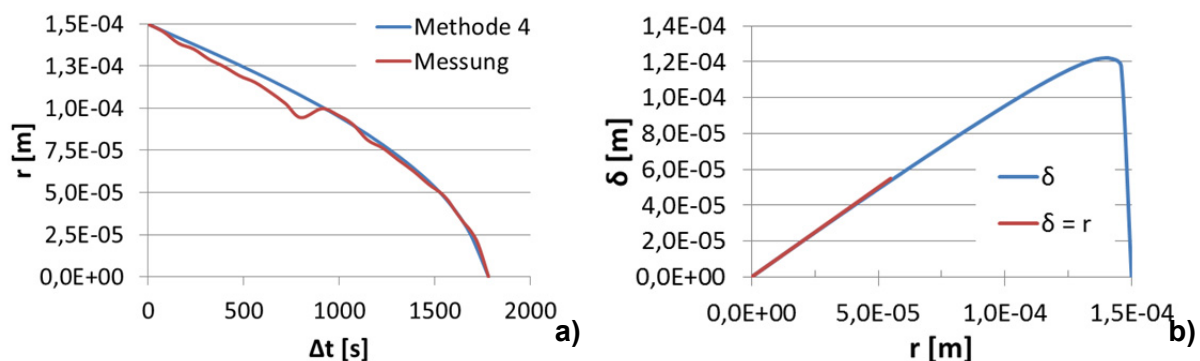 1,5E-04
1,3E-04
1,0E-04
7,5E-05
5,0E-05
2,5E-05
0,0E+00
r [m]
Methode 4
Messung
0 500 1000 1500 2000
Δt [s]
a)
1,4E-04
1,2E-04
1,0E-04
8,0E-05
6,0E-05
4,0E-05
2,0E-05
0,0E+00
δ [m]
δ
δ = r
0,0E+00 5,0E-05 1,0E-04 1,5E-04
r [m]
b)